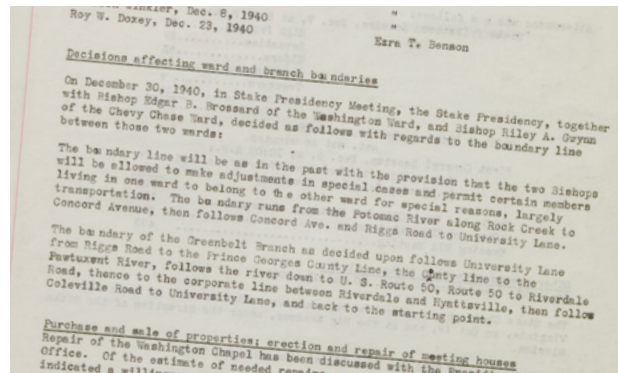 inkler, Dec. 8, 1940 "
Roy W. Doxey, Dec. 23, 1940 "
Ezra T. Benson
Decisions affecting ward and branch boundaries
On December 30, 1940, in Stake Presidency Meeting, the Stake Presidency, together
with Bishop Edgar B. Brossard of the Washington Ward, and Bishop Riley A. Gwynn
of the Chevy Chase Ward, decided as follows with regards to the boundary line
between those two wards:
The boundary line will be as in the past with the provision that the two Bishops
will be allowed to make adjustments in special cases and permit certain members
living in one ward to belong to the other ward for special reasons, largely
transportation. The boundary runs from the Potomac River along Rock Creek to
Concord Avenue, then follows Concord Ave. and Riggs Road to University Lane.
The boundary of the Greenbelt Branch as decided upon follows University Lane
from Riggs Road to the Prince Georges County Line, the County line to the
Pawtuxent River, follows the river down to U. S. Route 50, Route 50 to Riverdale
Road, thence to the corporate line between Riverdale and Hyattsville, then follow
Coleville Road to University Lane, and back to the starting point.
Purchase and sale of properties; erection and repair of meeting houses
Repair of the Washington Chapel has been discussed with the
Office. Of the estimate of needed
indicated a